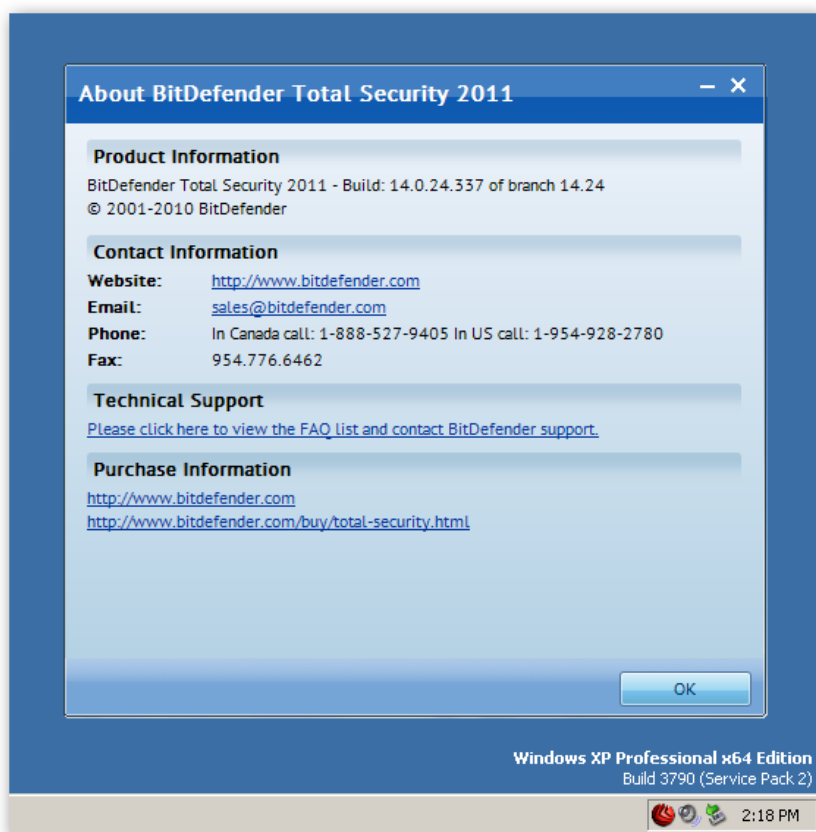 About BitDefender Total Security 2011
Product Information
BitDefender Total Security 2011 - Build: 14.0.24.337 of branch 14.24
© 2001-2010 BitDefender
Contact Information
Website: http://www.bitdefender.com
Email: sales@bitdefender.com
Phone: In Canada call: 1-888-527-9405 In US call: 1-954-928-2780
Fax: 954.776.6462
Technical Support
Please click here to view the FAQ list and contact BitDefender support.
Purchase Information
http://www.bitdefender.com
http://www.bitdefender.com/buy/total-security.html
OK
Windows XP Professional x64 Edition
Build 3790 (Service Pack 2)
2:18 PM